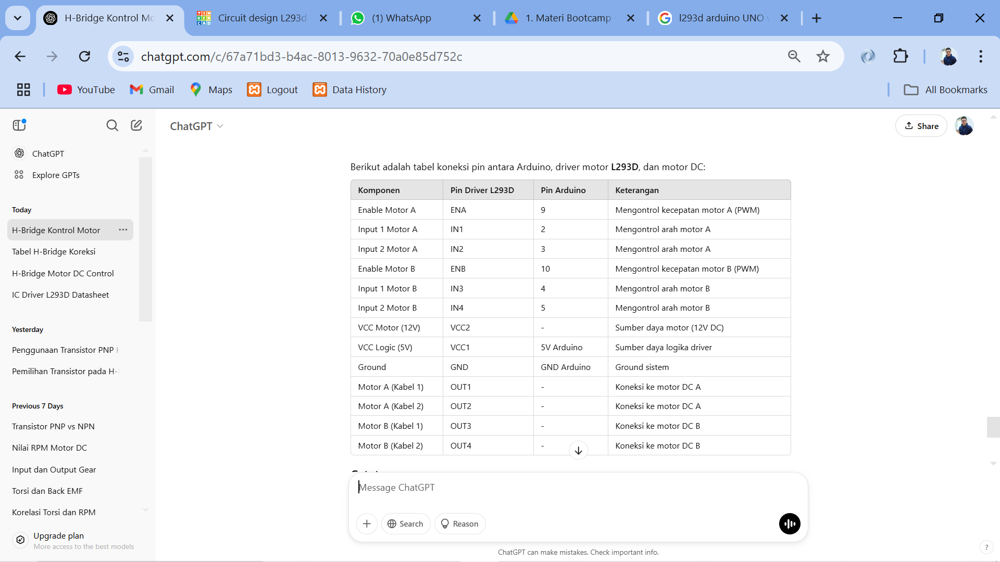 H-Bridge Kontrol Mo
Circuit design L293d
(1) WhatsApp
1. Materi Bootcamp
l293d arduino UNO
chatgpt.com/c/67a71bd3-b4ac-8013-9632-70a0e85d752c
YouTube
Gmail
Maps
Logout
Data History
All Bookmarks
ChatGPT
Share
ChatGPT
Explore GPTs
Today
H-Bridge Kontrol Motor
Tabel H-Bridge Koreksi
H-Bridge Motor DC Control
IC Driver L293D Datasheet
Yesterday
Penggunaan Transistor PNP
Pemilihan Transistor pada H-
Previous 7 Days
Transistor PNP vs NPN
Nilai RPM Motor DC
Input dan Output Gear
Torsi dan Back EMF
Korelasi Torsi dan RPM
Upgrade plan
More access to the best models
Berikut adalah tabel koneksi pin antara Arduino, driver motor L293D, dan motor DC:
Komponen Pin Driver L293D Pin Arduino Keterangan
Enable Motor A ENA 9 Mengontrol kecepatan motor A (PWM)
Input 1 Motor A IN1 2 Mengontrol arah motor A
Input 2 Motor A IN2 3 Mengontrol arah motor A
Enable Motor B ENB 10 Mengontrol kecepatan motor B (PWM)
Input 1 Motor B IN3 4 Mengontrol arah motor B
Input 2 Motor B IN4 5 Mengontrol arah motor B
VCC Motor (12V) VCC2 - Sumber daya motor (12V DC)
VCC Logic (5V) VCC1 5V Arduino Sumber daya logika driver
Ground GND GND Arduino Ground sistem
Motor A (Kabel 1) OUT1 - Koneksi ke motor DC A
Motor A (Kabel 2) OUT2 - Koneksi ke motor DC A
Motor B (Kabel 1) OUT3 - Koneksi ke motor DC B
Motor B (Kabel 2) OUT4 - Koneksi ke motor DC B
Message ChatGPT
Search
Reason
ChatGPT can make mistakes. Check important info.
?